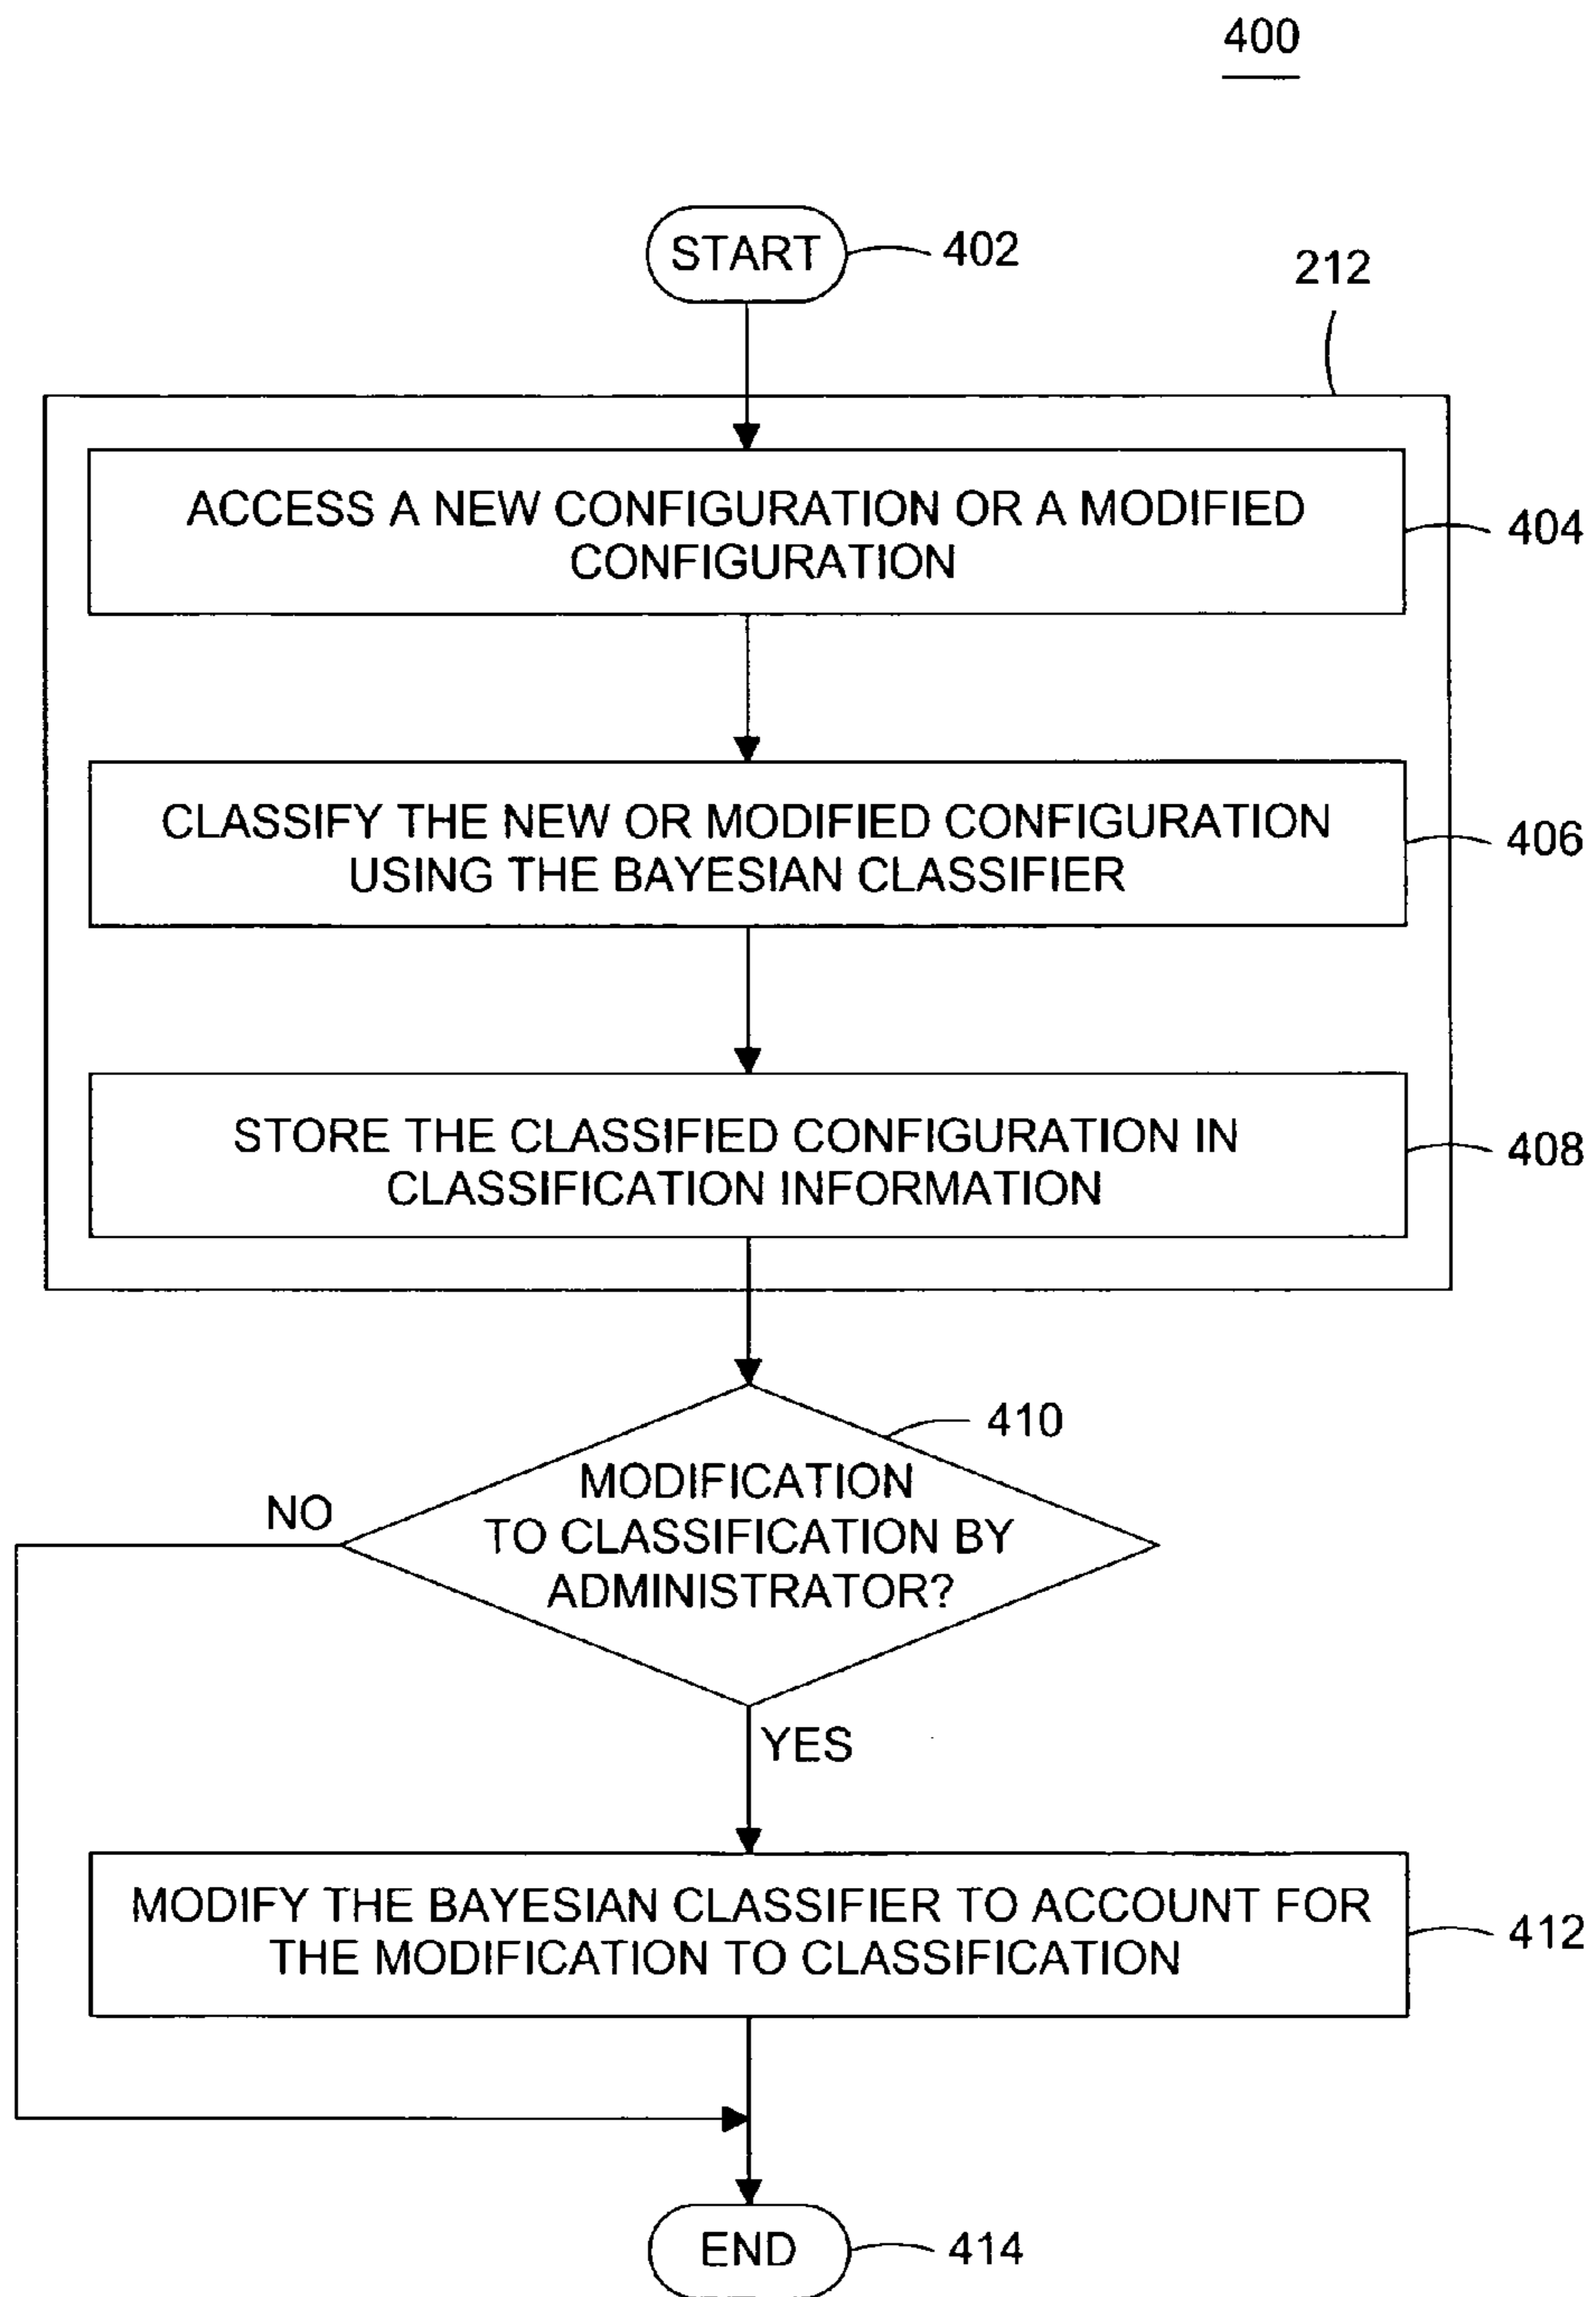 400
START
402
212
ACCESS A NEW CONFIGURATION OR A MODIFIED
CONFIGURATION
404
CLASSIFY THE NEW OR MODIFIED CONFIGURATION
USING THE BAYESIAN CLASSIFIER
406
STORE THE CLASSIFIED CONFIGURATION IN
CLASSIFICATION INFORMATION
408
410
MODIFICATION
TO CLASSIFICATION BY
ADMINISTRATOR?
NO
YES
MODIFY THE BAYESIAN CLASSIFIER TO ACCOUNT FOR
THE MODIFICATION TO CLASSIFICATION
412
END
414